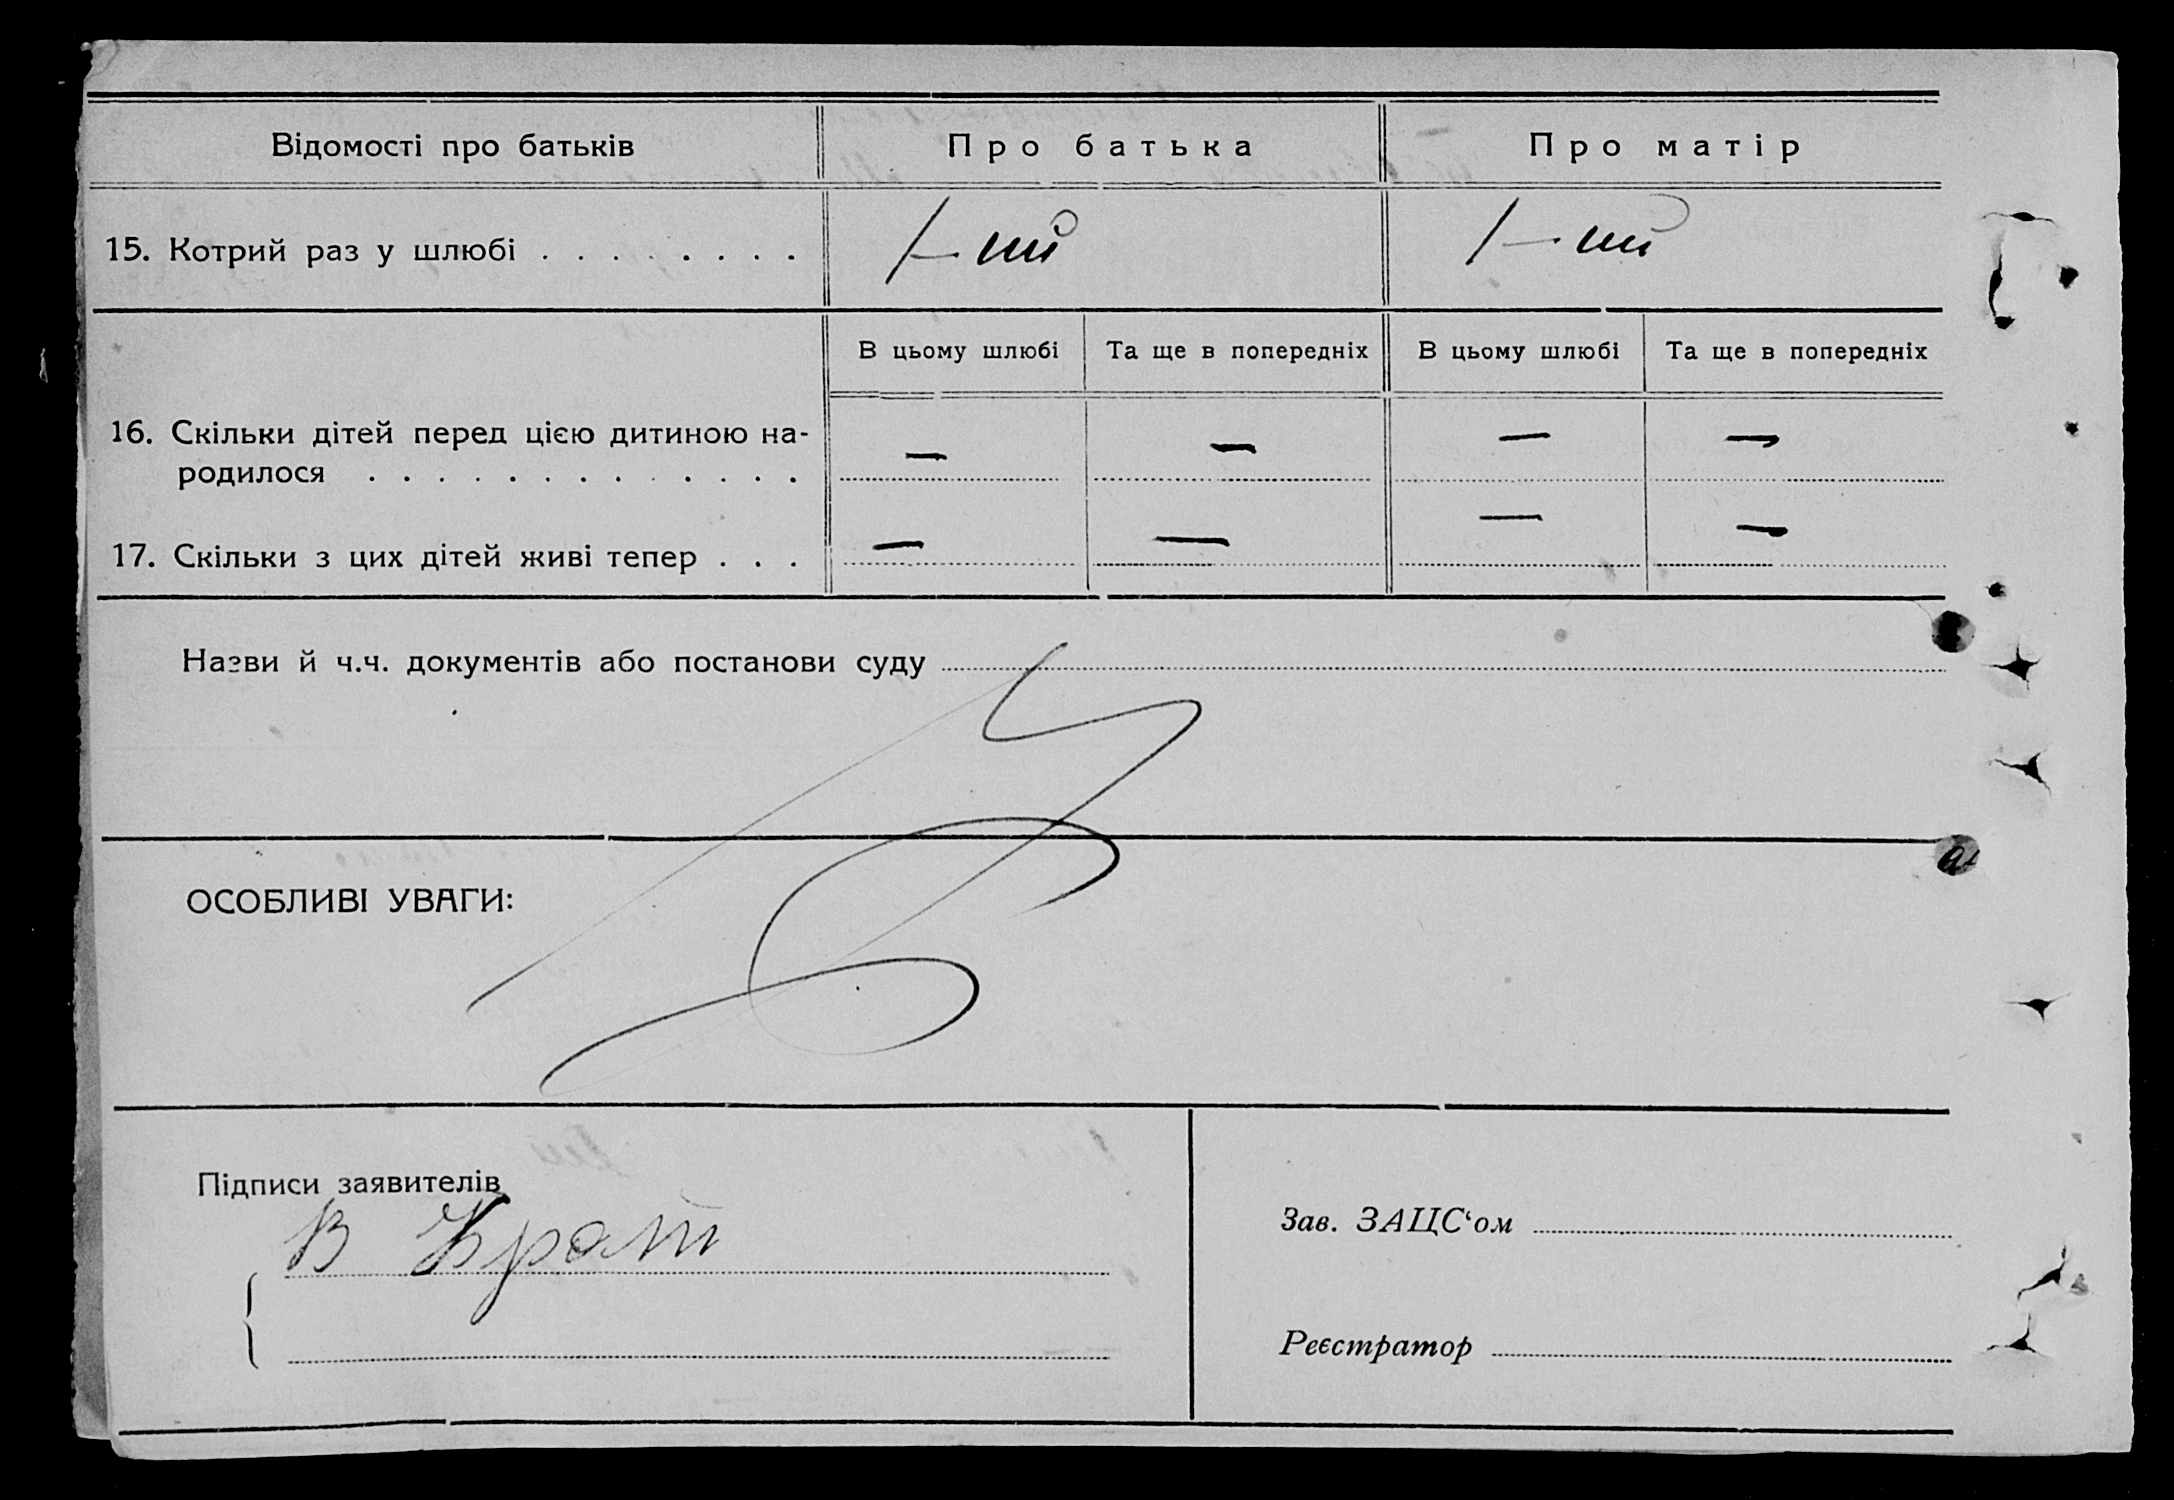 Відомості про батьків Про батька Про матір
15. Котрий раз у шлюбі . . . . . . . . 1-ший 1-ший
В цьому шлюбі Та ще в попередніх В цьому шлюбі Та ще в попередніх
16. Скільки дітей перед цією дитиною на-
родилося . . . . . . . . . . . . . — — — —
17. Скільки з цих дітей живі тепер . . . — — — —
Назви й ч.ч. документів або постанови суду
ОСОБЛИВІ УВАГИ:
Підписи заявителів
В
Зав. ЗАЦС‘ом
Реєстратор